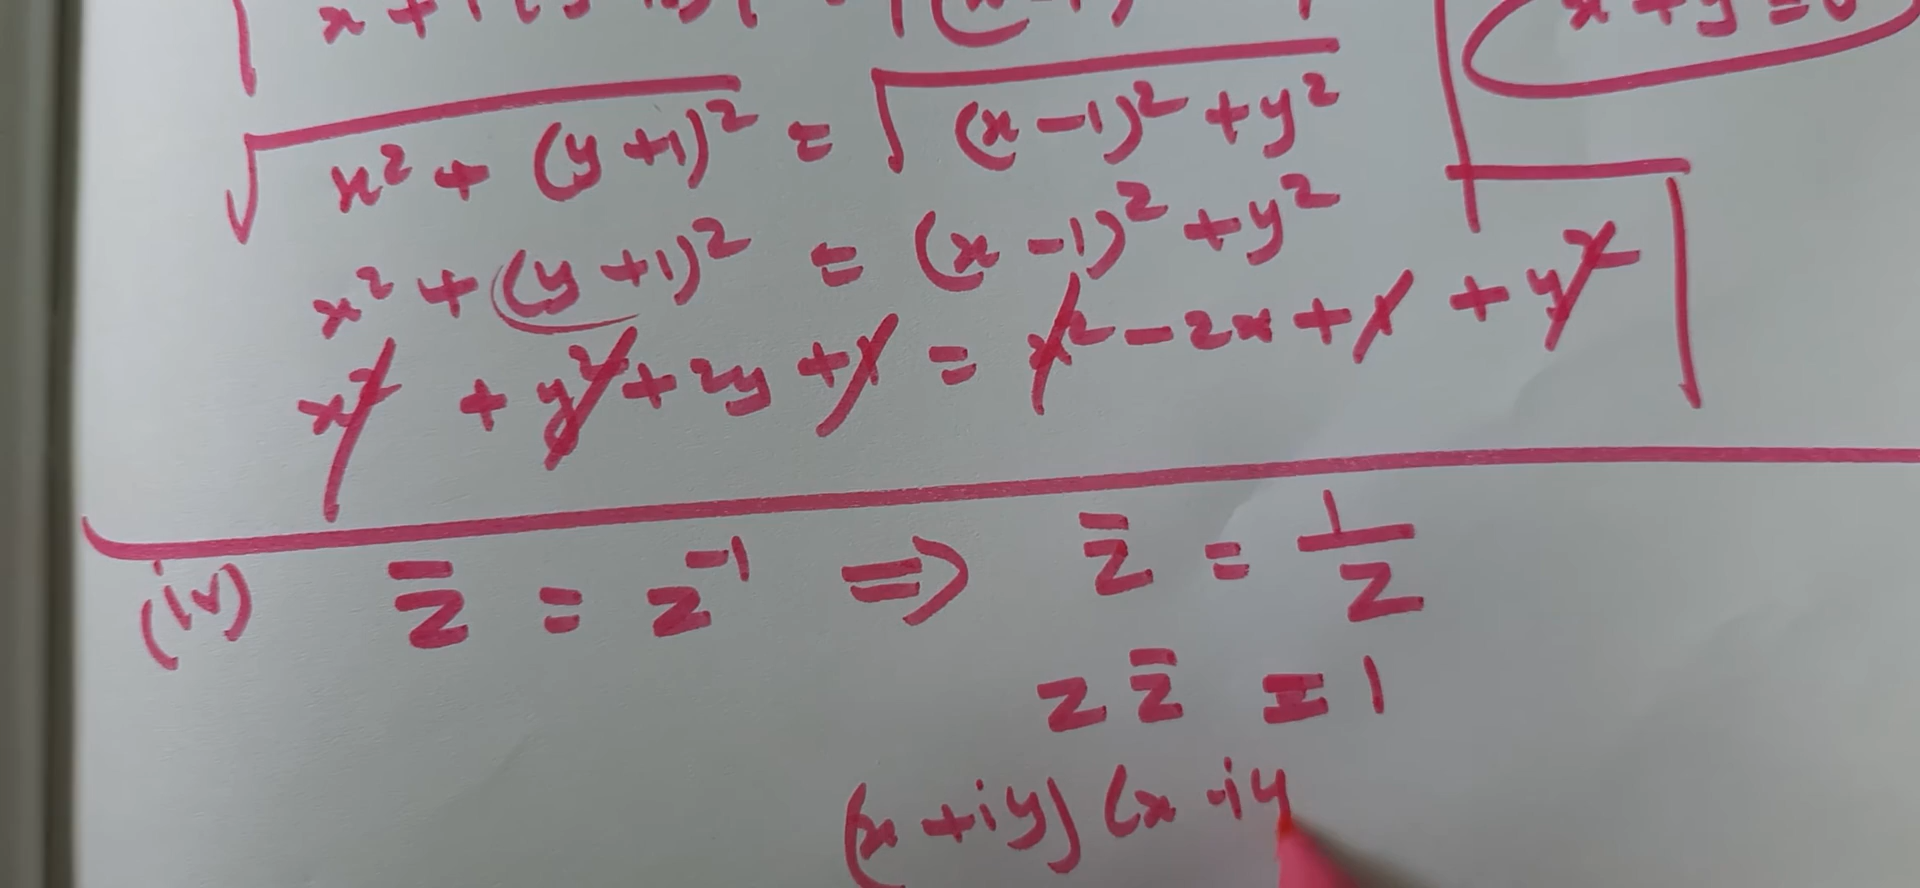 x + y = 0
√(x² + (y+1)²) = √((x-1)² + y²)
x² + (y+1)² = (x-1)² + y²
x² + y² + 2y + 1 = x² - 2x + 1 + y²
(iv) z̄ = z⁻¹ ⇒ z̄ = 1/z
z z̄ = 1
(x + iy) (x - iy